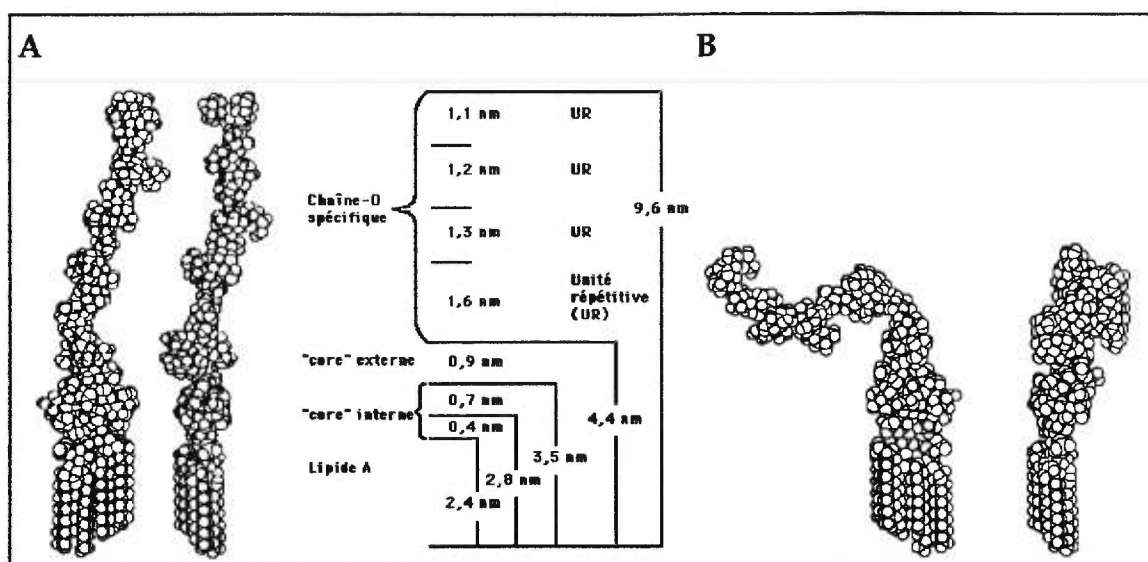 A
B
1,1 nm UR
1,2 nm UR
Chaîne-O
spécifique
9,6 nm
1,3 nm UR
Unité
répétitive
(UR)
1,6 nm
"core" externe 0,9 nm
0,7 nm
"core" interne
0,4 nm
4,4 nm
3,5 nm
Lipide A
2,8 nm
2,4 nm